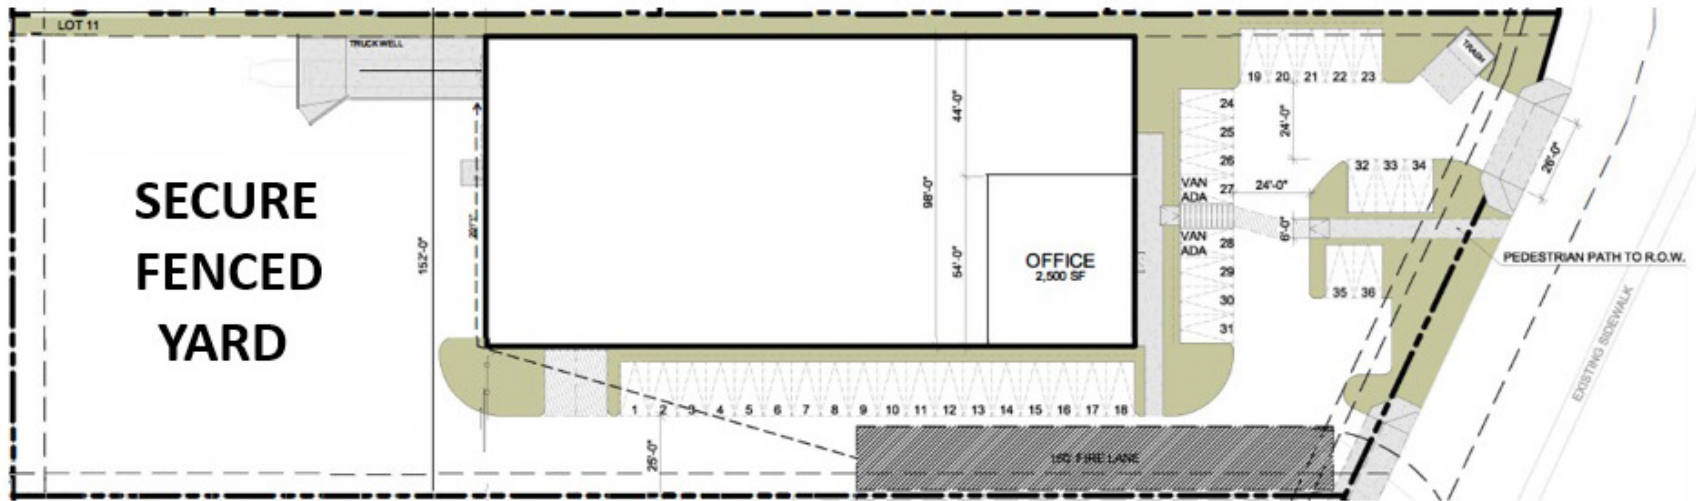 LOT 11
TRUCK WELL
TRASH
19 20 21 22 23
24
25
26
27
VAN
ADA
VAN
ADA
28
29
30
31
44'-0"
98'-0"
54'-0"
152'-0"
24'-0"
24'-0"
26'-0"
6'-0"
32 33 34
35 36
SECURE
FENCED
YARD
OFFICE
2,500 SF
PEDESTRIAN PATH TO R.O.W.
EXISTING SIDEWALK
1 2 3 4 5 6 7 8 9 10 11 12 13 14 15 16 17 18
25'-0"
150' FIRE LANE